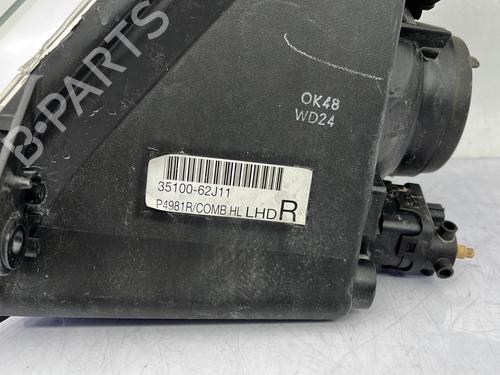 B-PARTS
OK48
WD24
35100-62J11
P4981R/COMB HL LHD R